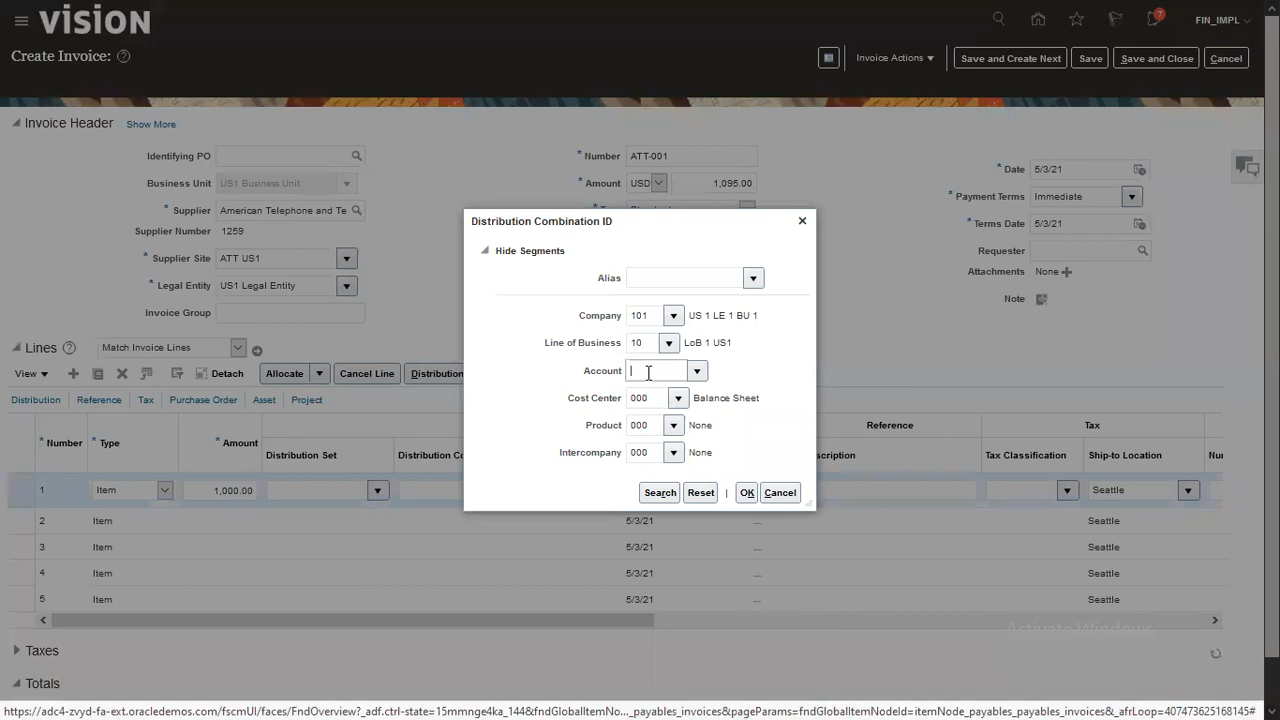 VISION
7
FIN_IMPL
Create Invoice:
Invoice Actions
Save and Create Next
Save
Save and Close
Cancel
Invoice Header
Show More
Identifying PO
* Number ATT-001
* Date 5/3/21
Business Unit US1 Business Unit
* Amount USD 1,095.00
* Payment Terms Immediate
* Supplier American Telephone and Te
* Terms Date 5/3/21
Supplier Number 1259
Requester
* Supplier Site ATT US1
Attachments None
* Legal Entity US1 Legal Entity
Note
Invoice Group
Distribution Combination ID
Hide Segments
Alias
Company 101 US 1 LE 1 BU 1
Line of Business 10 LoB 1 US1
Account
Cost Center 000 Balance Sheet
Product 000 None
Intercompany 000 None
Search Reset | OK Cancel
Lines Match Invoice Lines
View Detach Allocate Cancel Line
Distribution Reference Tax Purchase Order Asset Project
Reference Tax
* Number * Type * Amount Distribution Set Tax Classification Ship-to Location
1 Item 1,000.00 Seattle
2 Item 5/3/21 ... Seattle
3 Item 5/3/21 ... Seattle
4 Item 5/3/21 ... Seattle
5 Item 5/3/21 ... Seattle
Activate Windows
Taxes
Totals
https://adc4-zvyd-fa-ext.oracledemos.com/fscmUI/faces/FndOverview?_adf.ctrl-state=15mmnge4ka_144&fndGlobalItemNo..._payables_invoices&pageParams=fndGlobalItemNodeId=itemNode_payables_payables_invoices&_afrLoop=407473625168145#